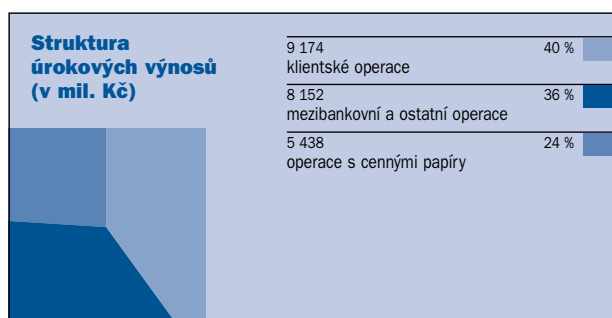 Struktura
úrokových výnosů
(v mil. Kč)
9 174 40 %
klientské operace
8 152 36 %
mezibankovní a ostatní operace
5 438 24 %
operace s cennými papíry